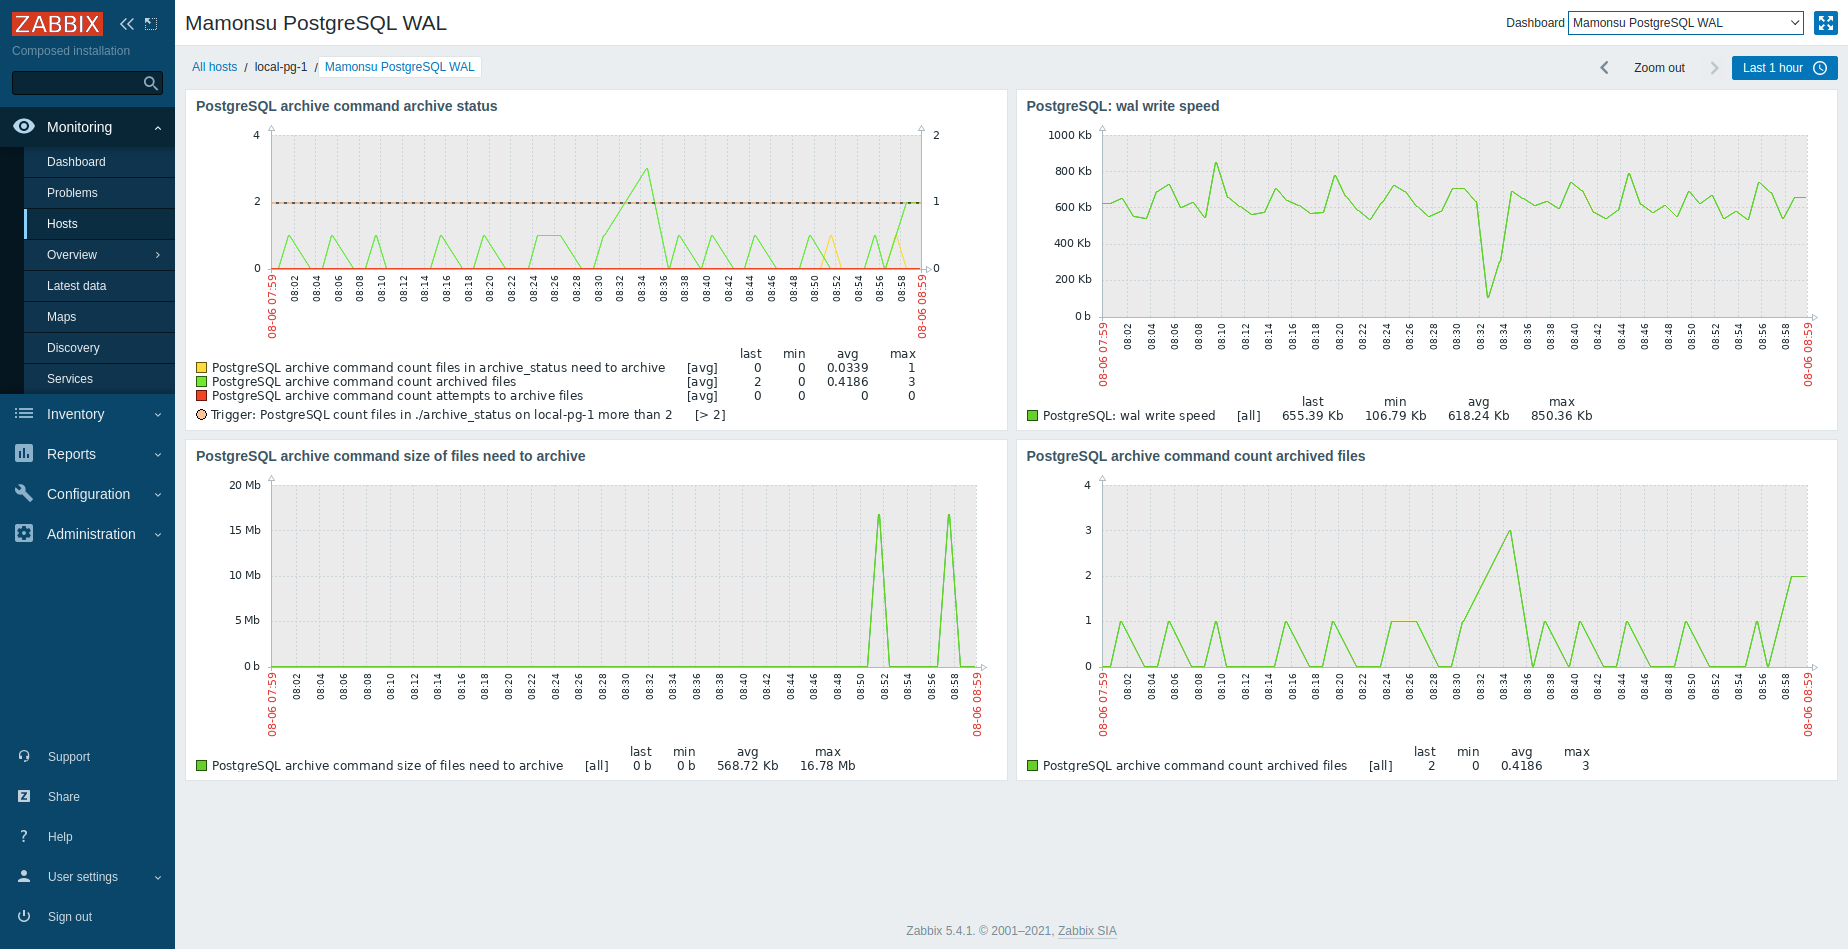 ZABBIX
Composed installation
Monitoring
Dashboard
Problems
Hosts
Overview
Latest data
Maps
Discovery
Services
Inventory
Reports
Configuration
Administration
Support
Share
Help
User settings
Sign out
Mamonsu PostgreSQL WAL
Dashboard Mamonsu PostgreSQL WAL
All hosts / local-pg-1 / Mamonsu PostgreSQL WAL
Zoom out
Last 1 hour
PostgreSQL archive command archive status
4 2
2 1
0 0
08-06 07:59 08:02 08:04 08:06 08:08 08:10 08:12 08:14 08:16 08:18 08:20 08:22 08:24 08:26 08:28 08:30 08:32 08:34 08:36 08:38 08:40 08:42 08:44 08:46 08:48 08:50 08:52 08:54 08:56 08:58 08-06 08:59
last min avg max
PostgreSQL archive command count files in archive_status need to archive [avg] 0 0 0.0339 1
PostgreSQL archive command count archived files [avg] 2 0 0.4186 3
PostgreSQL archive command count attempts to archive files [avg] 0 0 0 0
Trigger: PostgreSQL count files in ./archive_status on local-pg-1 more than 2 [> 2]
PostgreSQL: wal write speed
1000 Kb
800 Kb
600 Kb
400 Kb
200 Kb
0 b
08-06 07:59 08:02 08:04 08:06 08:08 08:10 08:12 08:14 08:16 08:18 08:20 08:22 08:24 08:26 08:28 08:30 08:32 08:34 08:36 08:38 08:40 08:42 08:44 08:46 08:48 08:50 08:52 08:54 08:56 08:58 08-06 08:59
last min avg max
PostgreSQL: wal write speed [all] 655.39 Kb 106.79 Kb 618.24 Kb 850.36 Kb
PostgreSQL archive command size of files need to archive
20 Mb
15 Mb
10 Mb
5 Mb
0 b
08-06 07:59 08:02 08:04 08:06 08:08 08:10 08:12 08:14 08:16 08:18 08:20 08:22 08:24 08:26 08:28 08:30 08:32 08:34 08:36 08:38 08:40 08:42 08:44 08:46 08:48 08:50 08:52 08:54 08:56 08:58 08-06 08:59
last min avg max
PostgreSQL archive command size of files need to archive [all] 0 b 0 b 568.72 Kb 16.78 Mb
PostgreSQL archive command count archived files
4
3
2
1
0
08-06 07:59 08:02 08:04 08:06 08:08 08:10 08:12 08:14 08:16 08:18 08:20 08:22 08:24 08:26 08:28 08:30 08:32 08:34 08:36 08:38 08:40 08:42 08:44 08:46 08:48 08:50 08:52 08:54 08:56 08:58 08-06 08:59
last min avg max
PostgreSQL archive command count archived files [all] 2 0 0.4186 3
Zabbix 5.4.1. © 2001–2021, Zabbix SIA